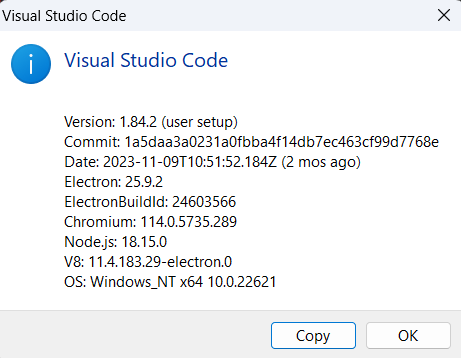 Visual Studio Code
Visual Studio Code
Version: 1.84.2 (user setup)
Commit: 1a5daa3a0231a0fbba4f14db7ec463cf99d7768e
Date: 2023-11-09T10:51:52.184Z (2 mos ago)
Electron: 25.9.2
ElectronBuildId: 24603566
Chromium: 114.0.5735.289
Node.js: 18.15.0
V8: 11.4.183.29-electron.0
OS: Windows_NT x64 10.0.22621
Copy
OK